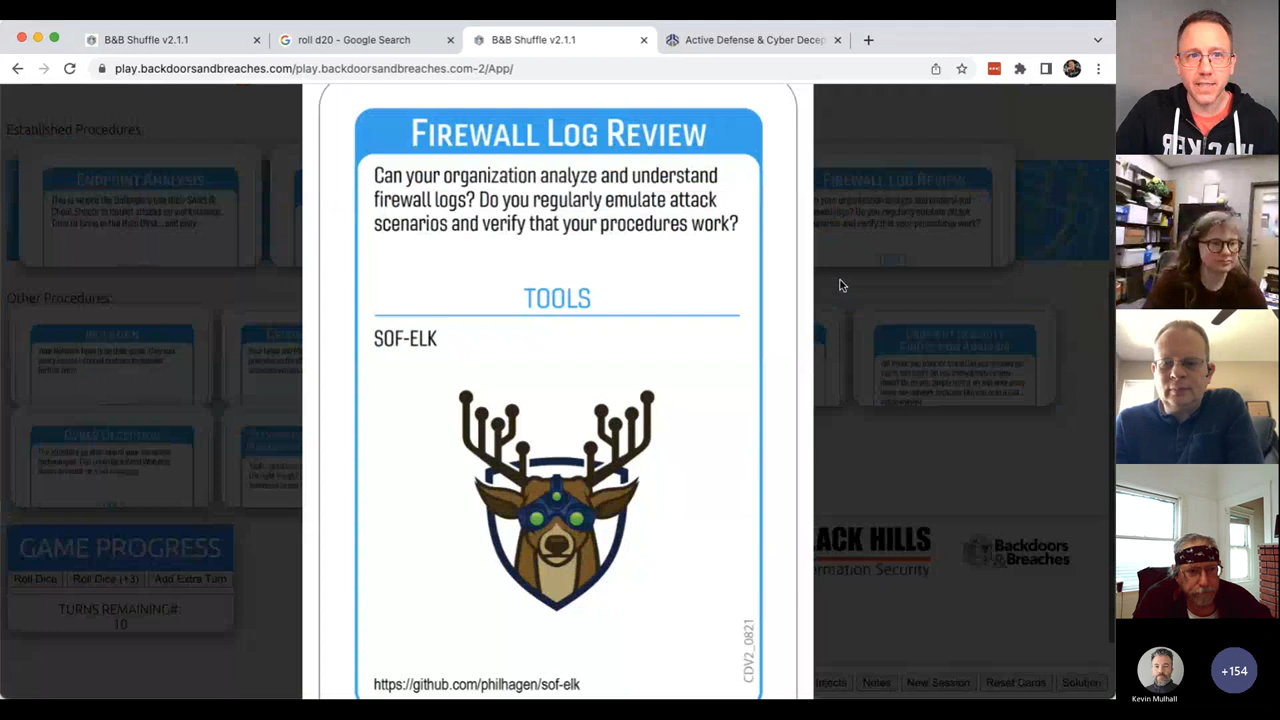 B&B Shuffle v2.1.1
roll d20 - Google Search
B&B Shuffle v2.1.1
Active Defense & Cyber Decep
play.backdoorsandbreaches.com/play.backdoorsandbreaches.com-2/App/
Established Procedures:
ENDPOINT ANALYSIS
FIREWALL LOG REVIEW
FIREWALL LOG REVIEW
Can your organization analyze and understand
firewall logs? Do you regularly emulate attack
scenarios and verify that your procedures work?
TOOLS
SOF-ELK
CDV2_0821
https://github.com/philhagen/sof-elk
Other Procedures:
ISOLATION
GAME PROGRESS
Roll Dice
Roll Dice (+3)
Add Extra Turn
TURNS REMAINING#:
10
ACK HILLS
ormation Security
Backdoors
&Breaches
Injects
Notes
New Session
Reset Cards
Solution
HACKER
Kevin Mulhall
+154